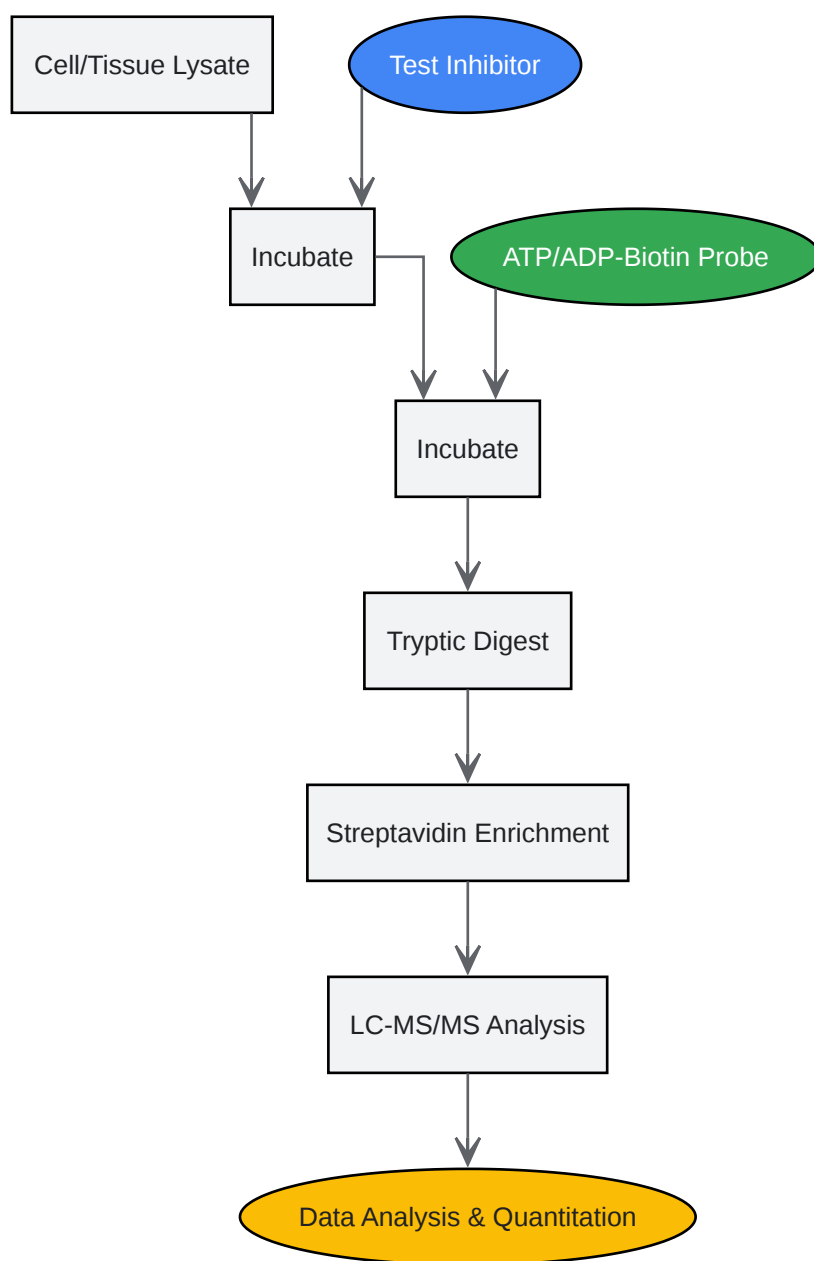 Cell/Tissue Lysate
Test Inhibitor
Incubate
ATP/ADP-Biotin Probe
Incubate
Tryptic Digest
Streptavidin Enrichment
LC-MS/MS Analysis
Data Analysis & Quantitation